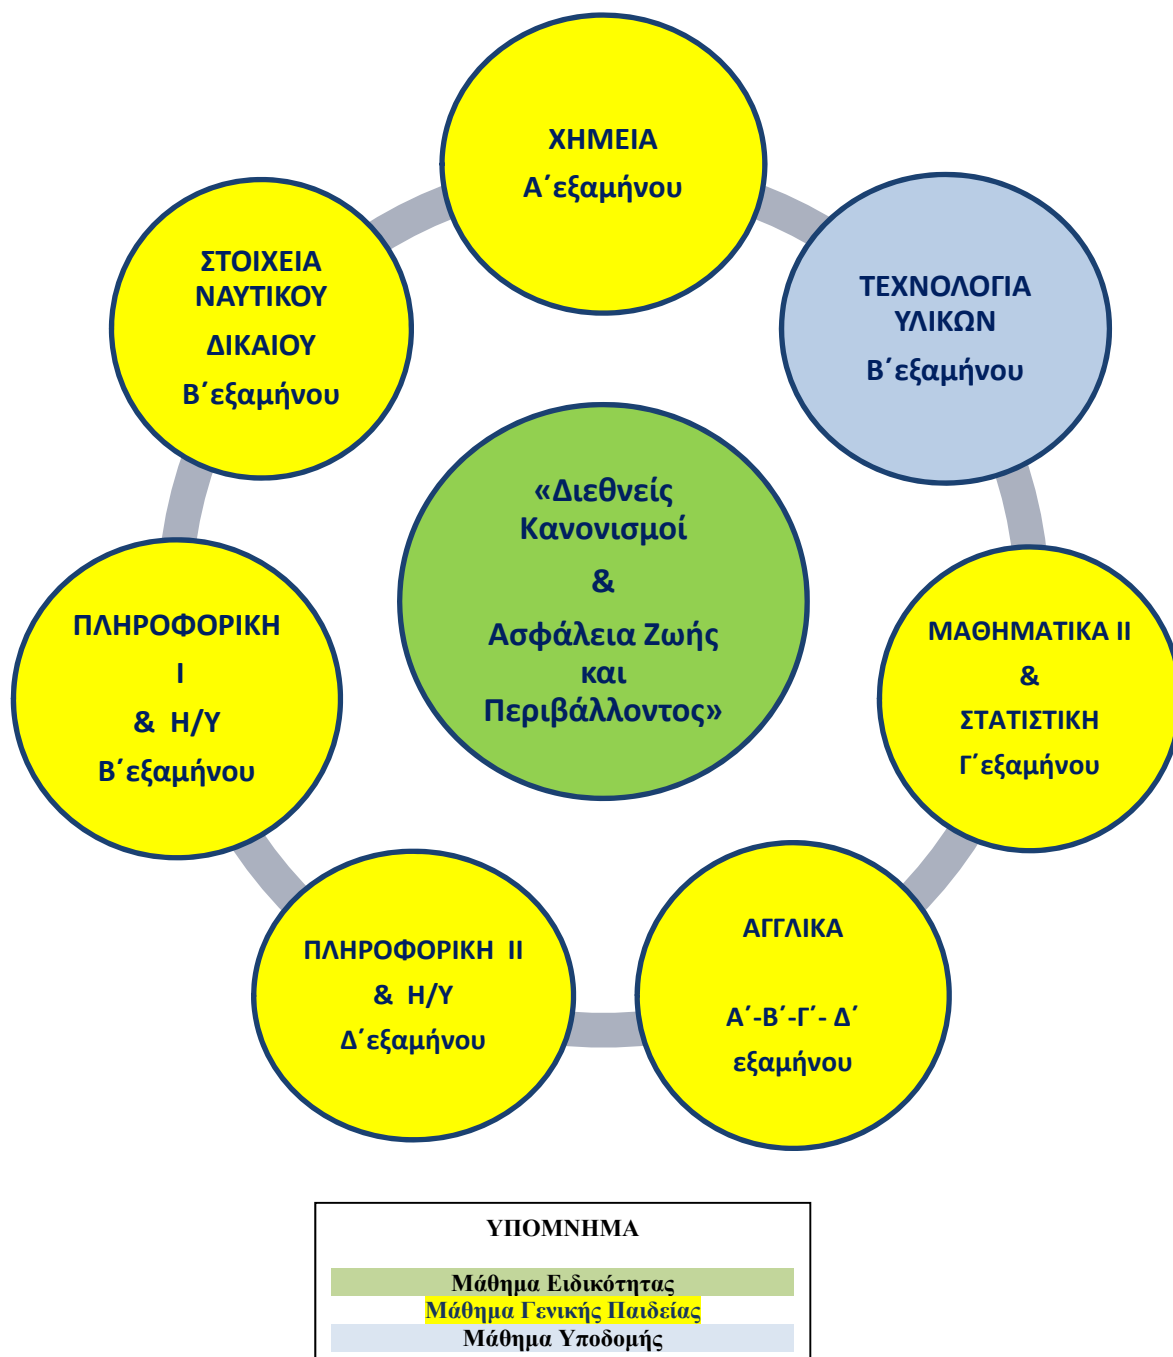 ΧΗΜΕΙΑ
Α΄εξαμήνου
ΤΕΧΝΟΛΟΓΙΑ
ΥΛΙΚΩΝ
Β΄εξαμήνου
ΜΑΘΗΜΑΤΙΚΑ ΙΙ
&
ΣΤΑΤΙΣΤΙΚΗ
Γ΄εξαμήνου
ΑΓΓΛΙΚΑ
Α΄-Β΄-Γ΄- Δ΄
εξαμήνου
ΠΛΗΡΟΦΟΡΙΚΗ ΙΙ
& Η/Υ
Δ΄εξαμήνου
ΠΛΗΡΟΦΟΡΙΚΗ
Ι
& Η/Υ
Β΄εξαμήνου
ΣΤΟΙΧΕΙΑ
ΝΑΥΤΙΚΟΥ
ΔΙΚΑΙΟΥ
Β΄εξαμήνου
«Διεθνείς
Κανονισμοί
&
Ασφάλεια Ζωής
και
Περιβάλλοντος»
ΥΠΟΜΝΗΜΑ
Μάθημα Ειδικότητας
Μάθημα Γενικής Παιδείας
Μάθημα Υποδομής